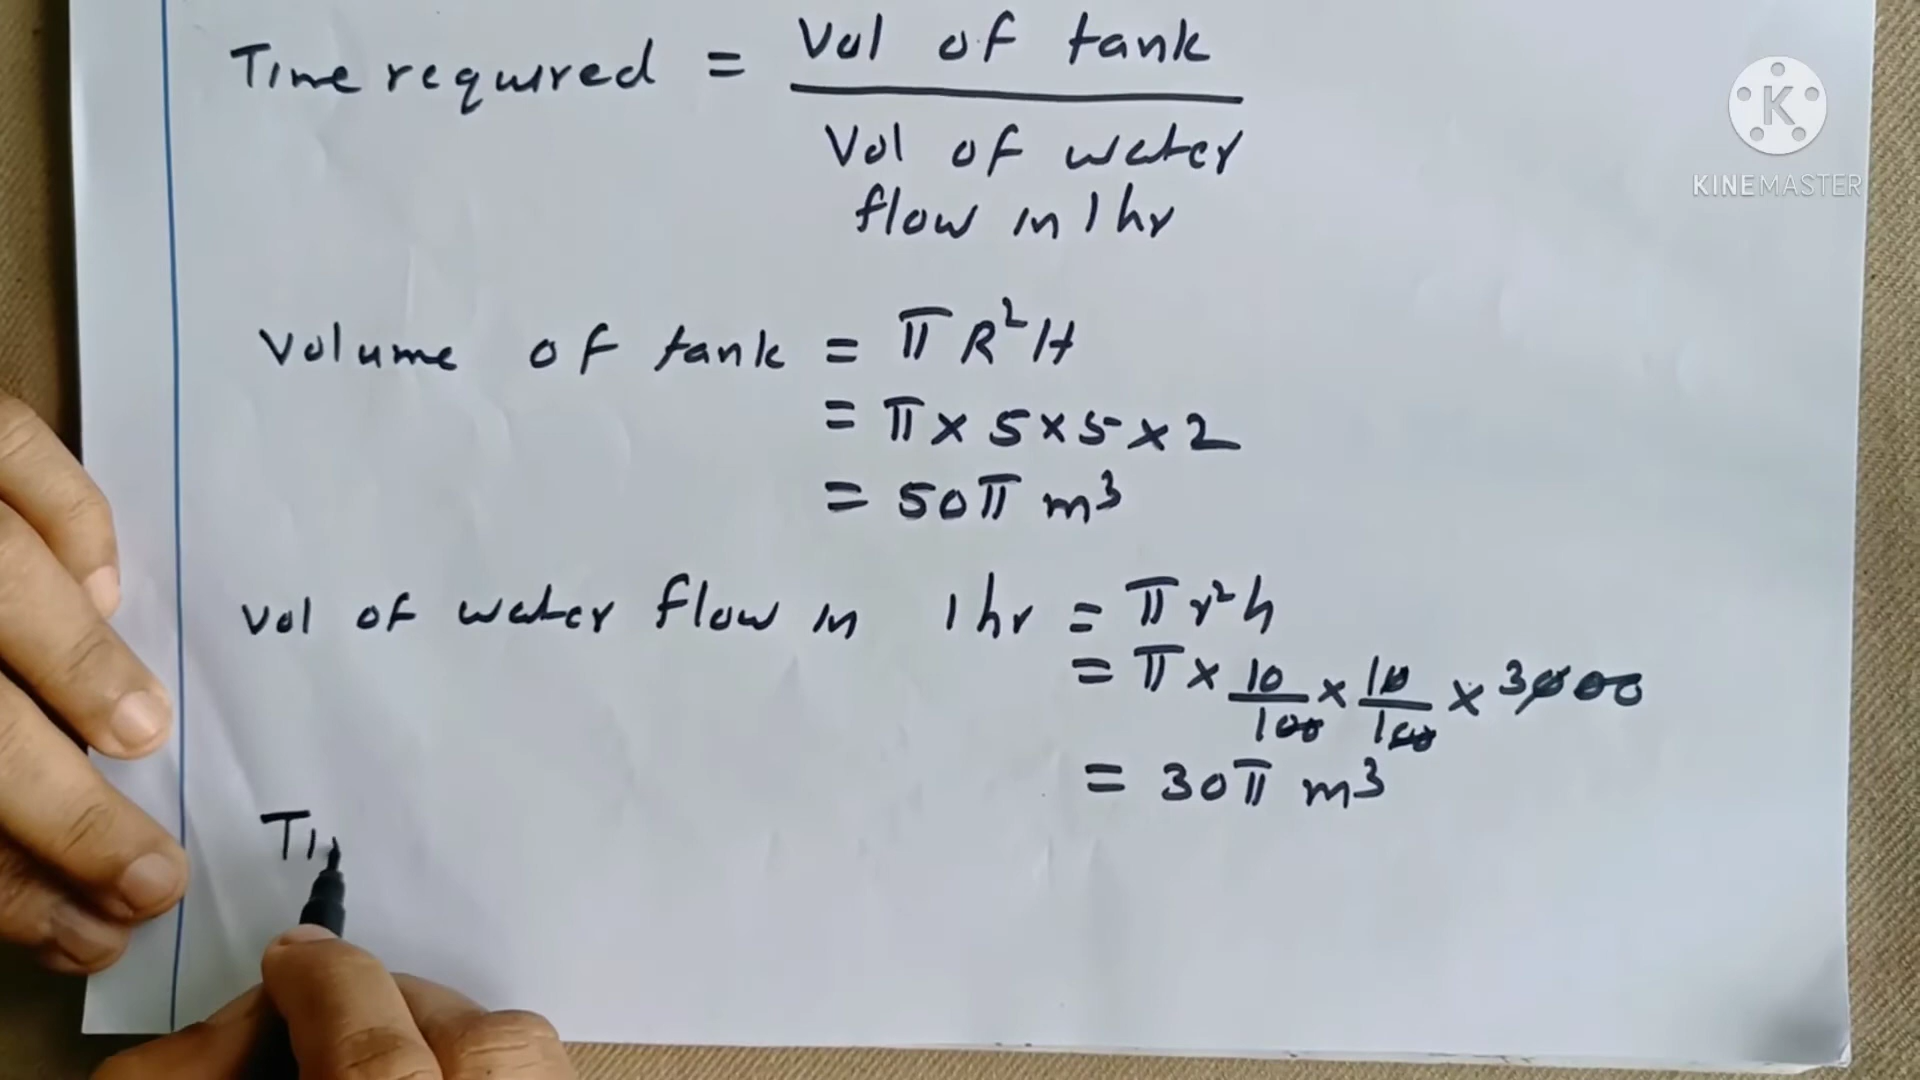 Time required = Vol of tank
Vol of water
flow in 1 hr
K
KINEMASTER
Volume of tank = π R²H
= π × 5 × 5 × 2
= 50π m³
Vol of water flow in 1 hr = π r² h
= π × 10/100 × 10/100 × 3000
= 30π m³
Ti